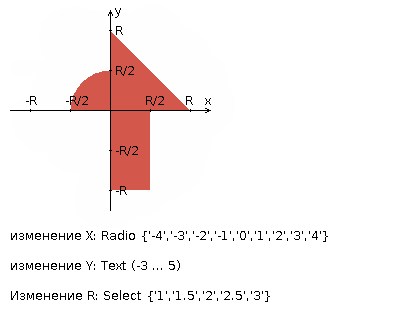 y
R
R/2
-R
-R/2
R/2
R
x
-R/2
-R
изменение X: Radio {'-4','-3','-2','-1','0','1','2','3','4'}
изменение Y: Text (-3 ... 5)
Изменение R: Select {'1','1.5','2','2.5','3'}